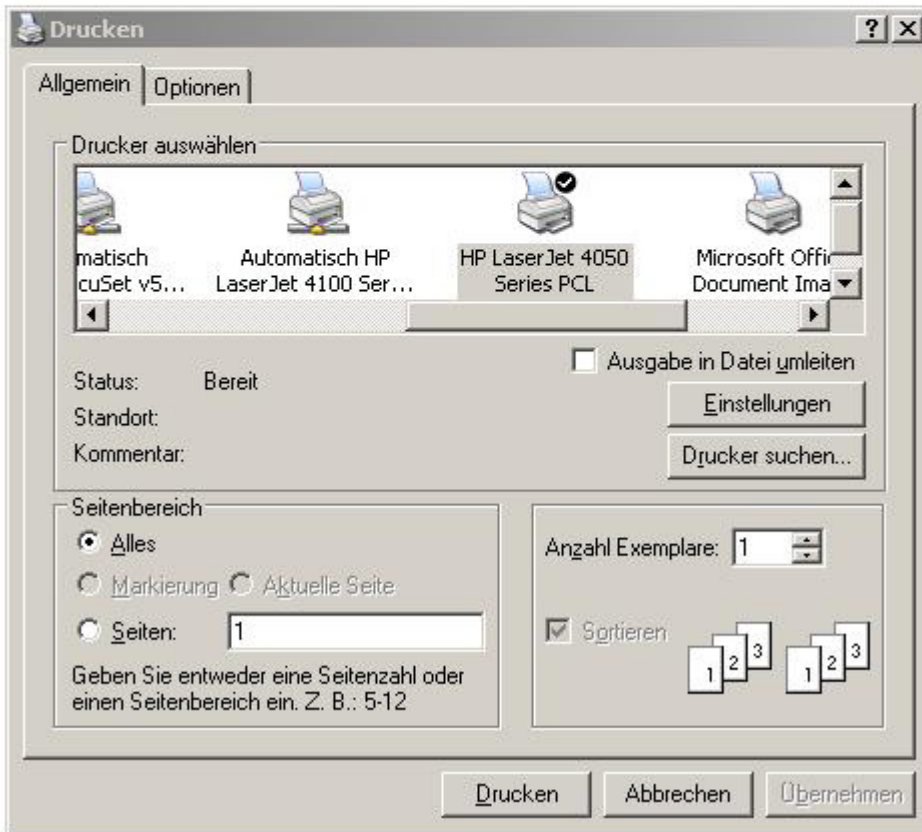 Drucken
Allgemein
Optionen
Drucker auswählen
matisch
cuSet v5...
Automatisch HP
LaserJet 4100 Ser...
HP LaserJet 4050
Series PCL
Microsoft Offi
Document Ima
Ausgabe in Datei umleiten
Status: Bereit
Einstellungen
Standort:
Kommentar:
Drucker suchen...
Seitenbereich
Alles
Markierung
Aktuelle Seite
Seiten: 1
Geben Sie entweder eine Seitenzahl oder
einen Seitenbereich ein. Z. B.: 5-12
Anzahl Exemplare: 1
Sortieren
1 2 3 1 2 3
Drucken
Abbrechen
Übernehmen